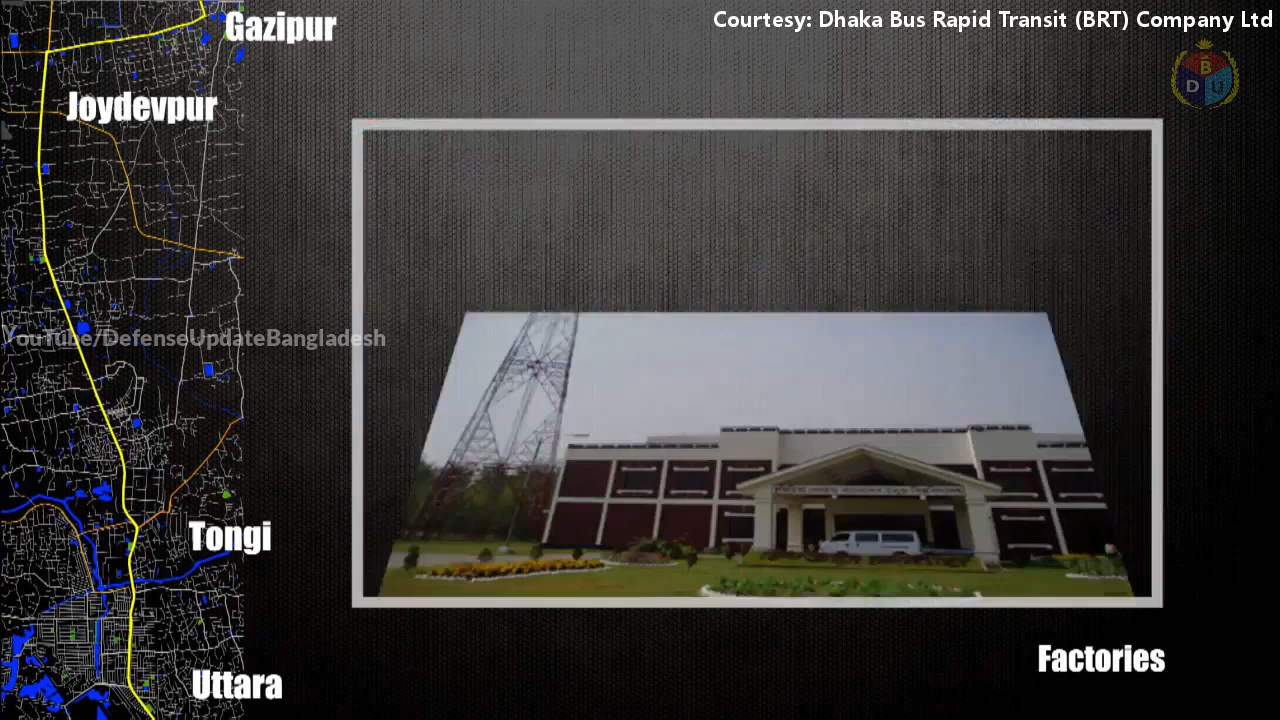 Courtesy: Dhaka Bus Rapid Transit (BRT) Company Ltd
Gazipur
B
D U
Joydevpur
YouTube/DefenseUpdateBangladesh
Tongi
Factories
Uttara